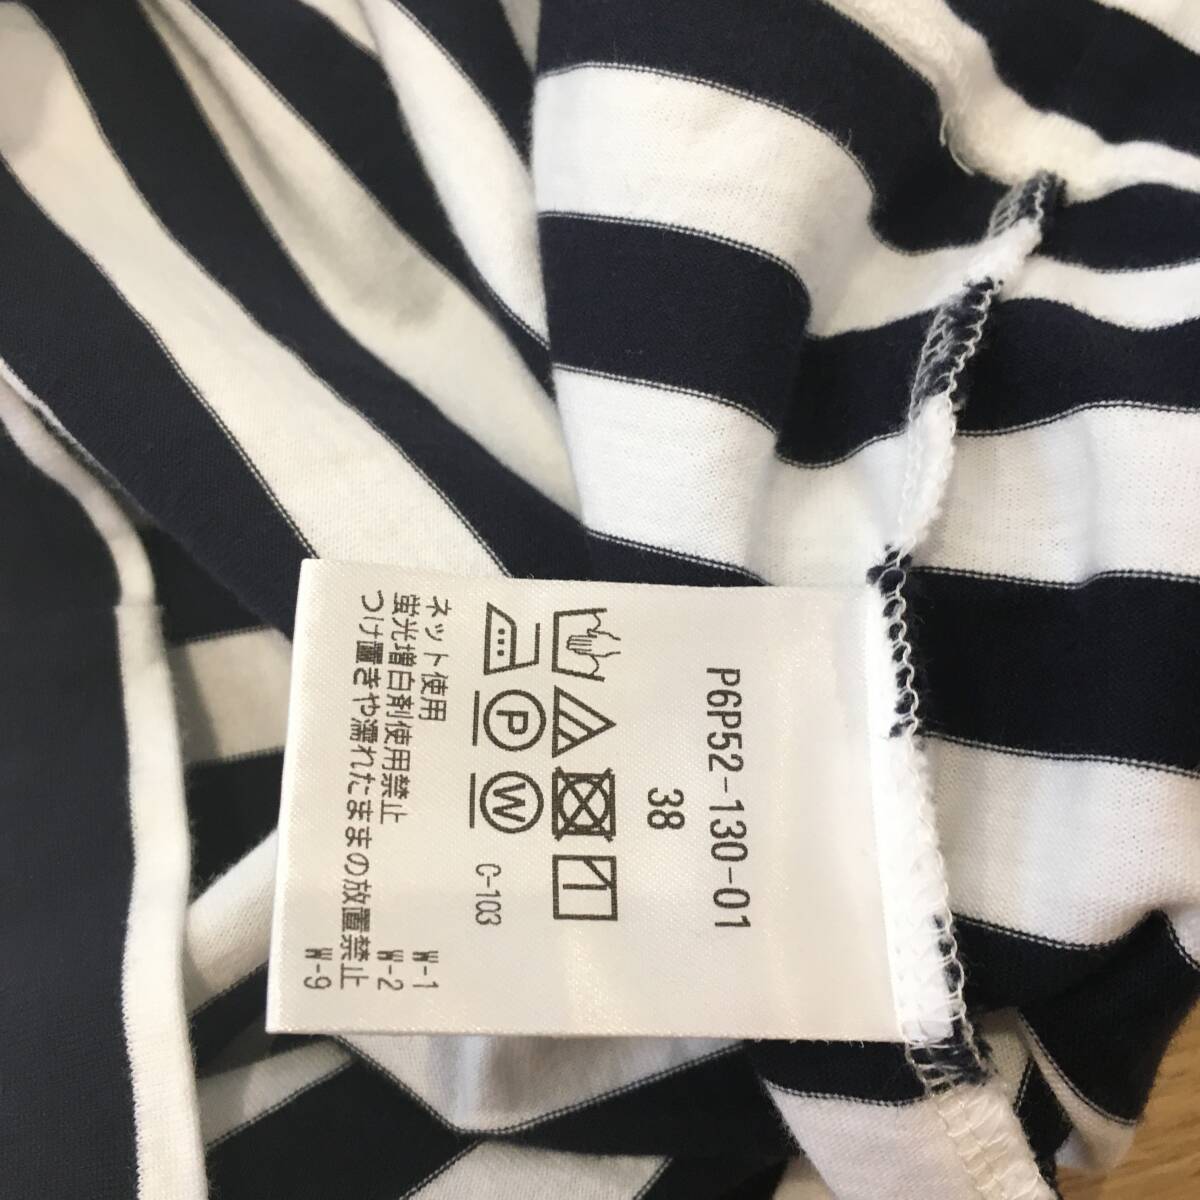 P6P52-130-01
38
P
W
C-103
ネット使用
W-1
蛍光増白剤使用禁止
W-2
つけ置きや濡れたままの放置禁止
W-9